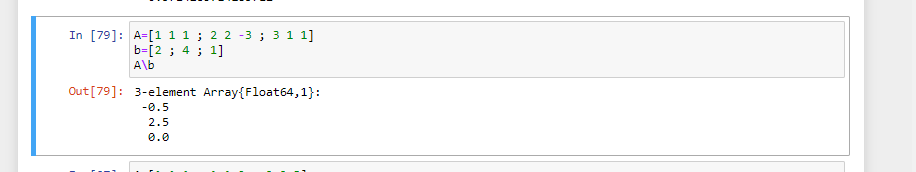 In [79]: A=[1 1 1 ; 2 2 -3 ; 3 1 1]
b=[2 ; 4 ; 1]
A\b
Out[79]: 3-element Array{Float64,1}:
-0.5
2.5
0.0